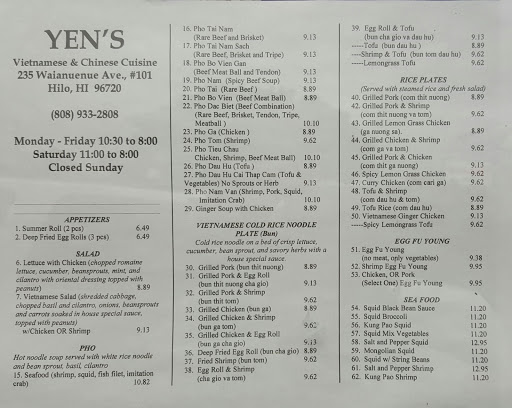 YEN'S
Vietnamese & Chinese Cuisine
235 Waianuenue Ave., #101
Hilo, HI 96720
(808) 933-2808
Monday - Friday 10:30 to 8:00
Saturday 11:00 to 8:00
Closed Sunday
APPETIZERS
1. Summer Roll (2 pcs) 6.49
2. Deep Fried Egg Rolls (3 pcs) 6.49
SALAD
6. Lettuce with Chicken (chopped romaine
lettuce, cucumber, beansprouts, mint, and
cilantro with oriental dressing topped with
peanuts) 8.89
7. Vietnamese Salad (shredded cabbage,
chopped basil and cilantro, onions, beansprouts
and carrots soaked in house special sauce,
topped with peanuts)
w/Chicken OR Shrimp 9.13
PHO
Hot noodle soup served with white rice noodle
and bean sprout, basil, cilantro
15. Seafood (shrimp, squid, fish filet, imitation
crab) 10.82
16. Pho Tai Nam
(Rare Beef and Brisket) 9.13
17. Pho Tai Nam Sach
(Rare Beef, Brisket and Tripe) 9.13
18. Pho Bo Vien Gan
(Beef Meat Ball and Tendon) 9.13
19. Pho Nam (Spicy Beef Soup) 9.13
20. Pho Tai (Rare Beef ) 8.89
21. Pho Bo Vien (Beef Meat Ball) 8.89
22. Pho Dac Biet (Beef Combination)
(Rare Beef, Brisket, Tendon, Tripe,
Meatball ) 10.10
23. Pho Ga (Chicken ) 8.89
24. Pho Tom (Shrimp) 9.62
25. Pho Tieu Chau
Chicken, Shrimp, Beef Meat Ball) 10.10
26. Pho Dau Hu (Tofu ) 8.89
27. Pho Dau Hu Cai Thap Cam (Tofu &
Vegetables) No Sprouts or Herb 9.13
28. Pho Nam Van (Shrimp, Pork, Squid,
Imitation Crab) 10.10
29. Ginger Soup with Chicken 8.89
VIETNAMESE COLD RICE NOODLE
PLATE (Bun)
Cold rice noodle on a bed of crisp lettuce,
cucumber, bean sprout, and savory herbs with a
house special sauce.
30. Grilled Pork (bun thit nuong) 8.89
31. Grilled Pork & Egg Roll
(bun thit nuong cha gio) 9.13
32. Grilled Pork & Shrimp
(bun thit tom) 9.62
33. Grilled Chicken (bun ga) 8.89
34. Grilled Chicken & Shrimp
(bun ga tom) 9.62
35. Grilled Chicken & Egg Roll
(bun ga cha gio) 9.13
36. Deep Fried Egg Roll (bun cha gio) 8.89
37. Fried Shrimp (bun tom) 9.62
38. Egg Roll & Shrimp
(cha gio va tom) 9.62
39. Egg Roll & Tofu
(bun cha gio va dau hu) 9.13
-----Tofu (bun dau hu ) 8.89
-----Shrimp & Tofu (bun tom dau hu) 9.62
-----Lemongrass Tofu 9.62
RICE PLATES
(Served with steamed rice and fresh salad)
40. Grilled Pork (com thit nuong) 8.89
42. Grilled Pork & Shrimp
(com thit nuong va tom) 9.62
43. Grilled Lemon Grass Chicken
(ga nuong sa). 8.89
44. Grilled Chicken & Shrimp
(com ga va tom) 9.62
45. Grilled Pork & Chicken
(com thit ga nuong) 9.13
46. Spicy Lemon Grass Chicken 9.62
47. Curry Chicken (com cari ga) 9.62
48. Tofu & Shrimp
(com dau hu & tom) 9.62
49. Tofu Rice (com dau hu) 8.89
50. Vietnamese Ginger Chicken 9.13
-----Spicy Lemongrass Tofu 9.62
EGG FU YOUNG
51. Egg Fu Young
(no meat, only vegetables) 9.38
52. Shrimp Egg Fu Young 9.62
53. Chicken, OR Pork
(Select One) Egg Fu Young 9.62
SEA FOOD
54. Squid Black Bean Sauce 11.20
55. Squid Broccoli 11.20
56. Kung Pao Squid 11.20
57. Squid Mix Vegetables 11.20
58. Salt and Pepper Squid 12.95
59. Mongolian Squid 11.20
60. Squid w/ String Beans 11.20
61. Salt and Pepper Shrimp 12.95
62. Kung Pao Shrimp 11.20